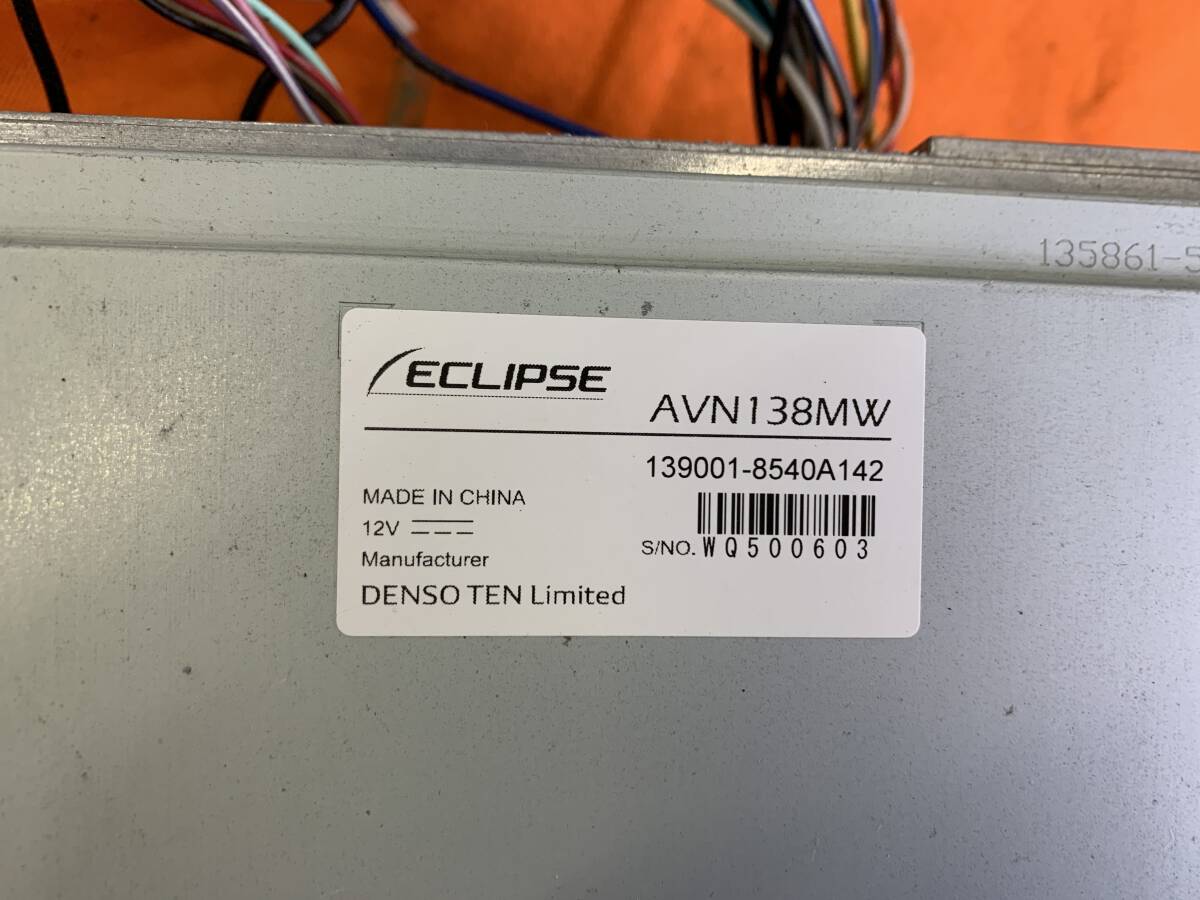 135861-5
ECLIPSE
AVN138MW
139001-8540A142
MADE IN CHINA
12V
S/NO. WQ500603
Manufacturer
DENSO TEN Limited